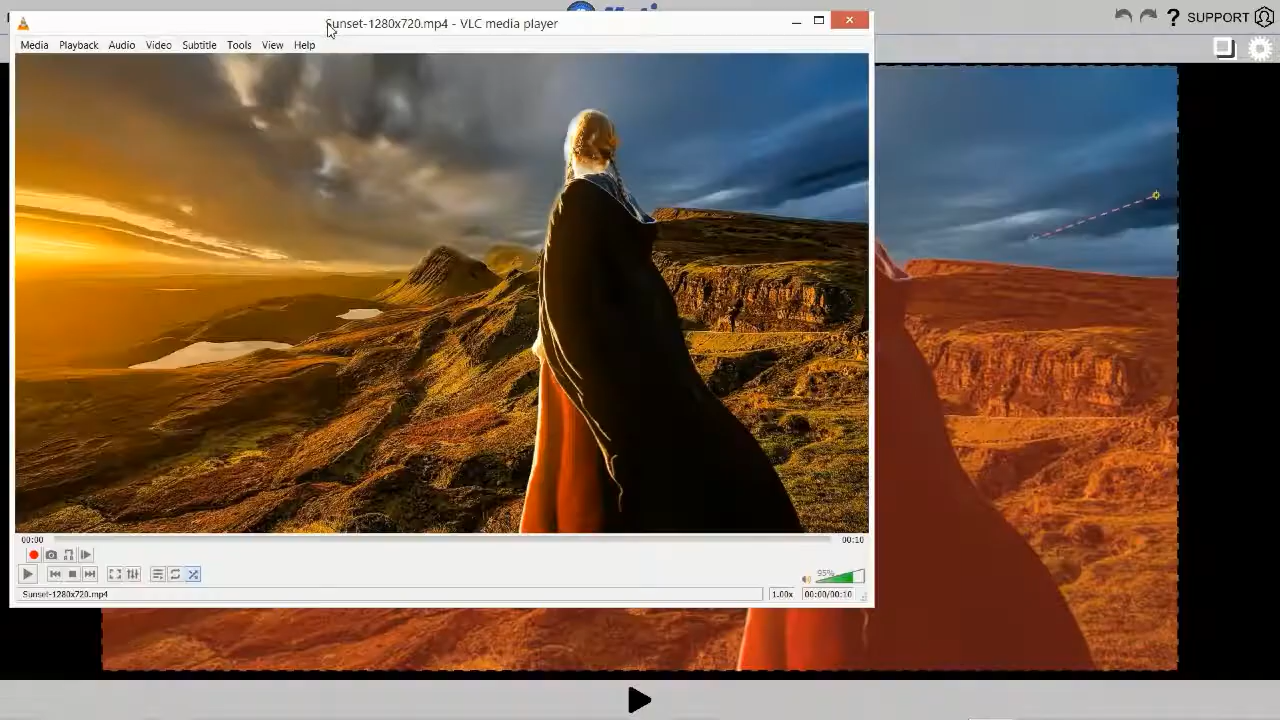 Sunset-1280x720.mp4 - VLC media player
? SUPPORT
Media Playback Audio Video Subtitle Tools View Help
00:00 00:10
95%
Sunset-1280x720.mp4 1.00x 00:00/00:10